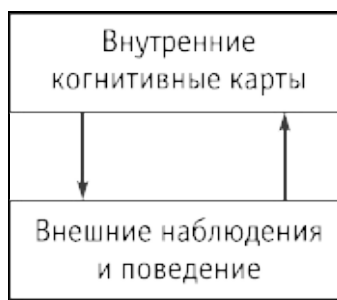 Внутренние
когнитивные карты
Внешние наблюдения
и поведение